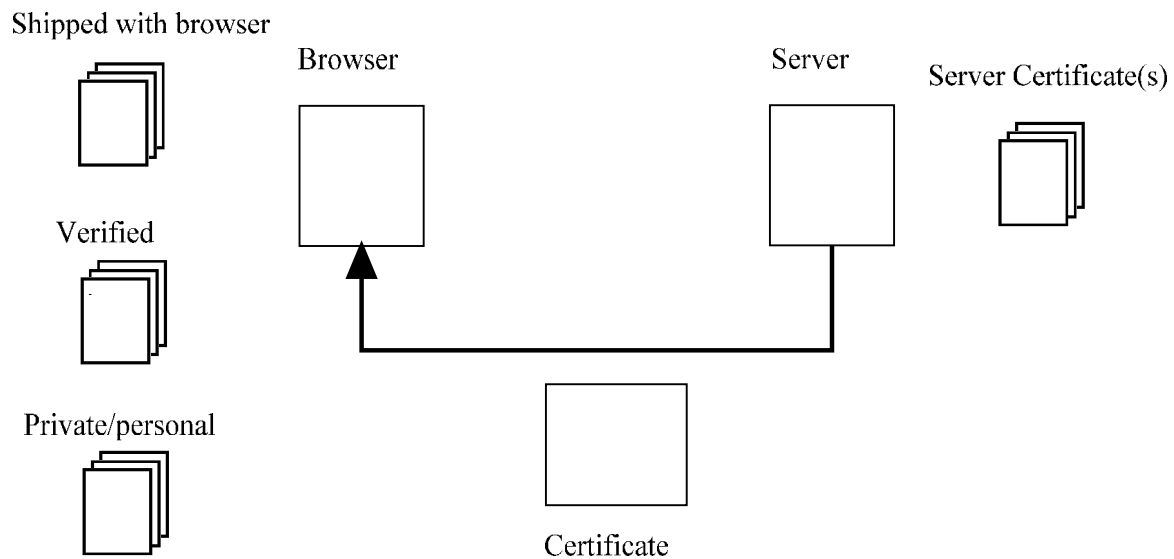 Shipped with browser
Browser
Server
Server Certificate(s)
Verified
Private/personal
Certificate